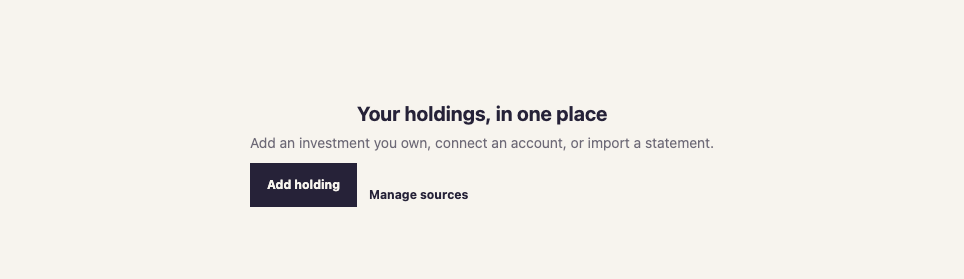 Your holdings, in one place
Add an investment you own, connect an account, or import a statement.
Add holding
Manage sources